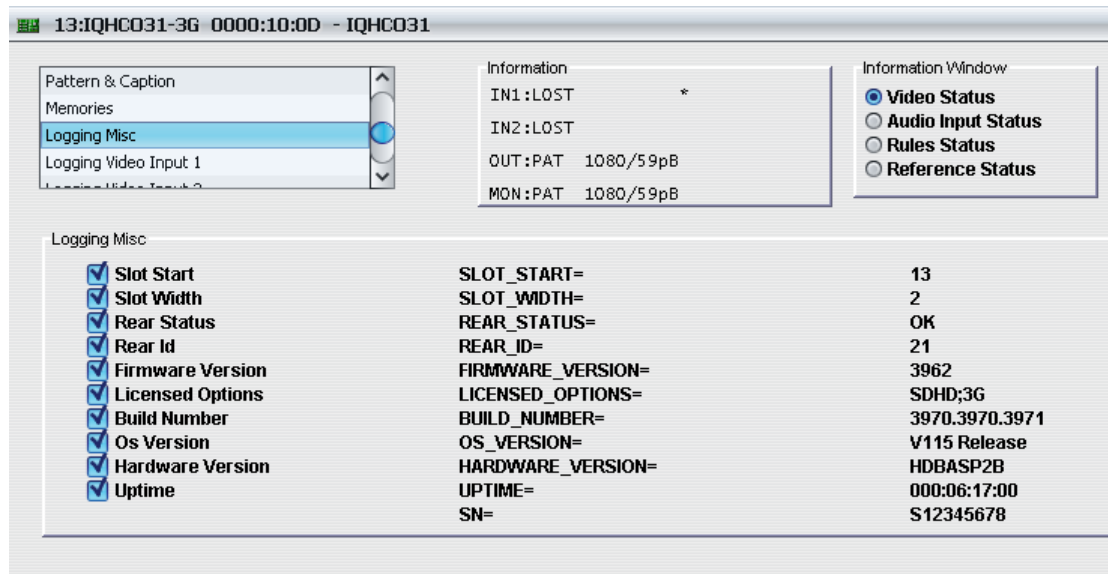 13:IQHCO31-3G 0000:10:0D - IQHCO31
Pattern & Caption
Memories
Logging Misc
Logging Video Input 1
Logging Video Input 2
Information
IN1:LOST *
IN2:LOST
OUT:PAT 1080/59pB
MON:PAT 1080/59pB
Information Window
Video Status
Audio Input Status
Rules Status
Reference Status
Logging Misc
Slot Start SLOT_START= 13
Slot Width SLOT_WIDTH= 2
Rear Status REAR_STATUS= OK
Rear Id REAR_ID= 21
Firmware Version FIRMWARE_VERSION= 3962
Licensed Options LICENSED_OPTIONS= SDHD;3G
Build Number BUILD_NUMBER= 3970.3970.3971
Os Version OS_VERSION= V115 Release
Hardware Version HARDWARE_VERSION= HDBASP2B
Uptime UPTIME= 000:06:17:00
SN= S12345678